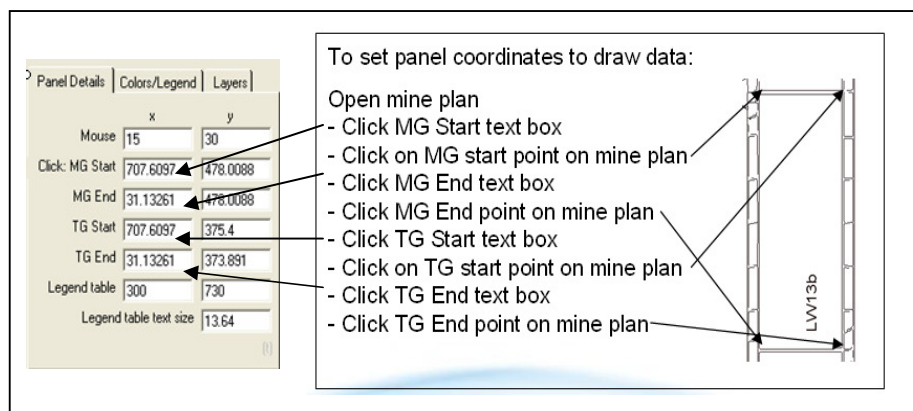 Panel Details Colors/Legend Layers
x y
Mouse 15 30
Click: MG Start 707.6097 478.0088
MG End 31.13261 478.0088
TG Start 707.6097 375.4
TG End 31.13261 373.891
Legend table 300 730
Legend table text size 13.64
To set panel coordinates to draw data:
Open mine plan
- Click MG Start text box
- Click on MG start point on mine plan
- Click MG End text box
- Click MG End point on mine plan
- Click TG Start text box
- Click on TG start point on mine plan
- Click TG End text box
- Click TG End point on mine plan
LW13b